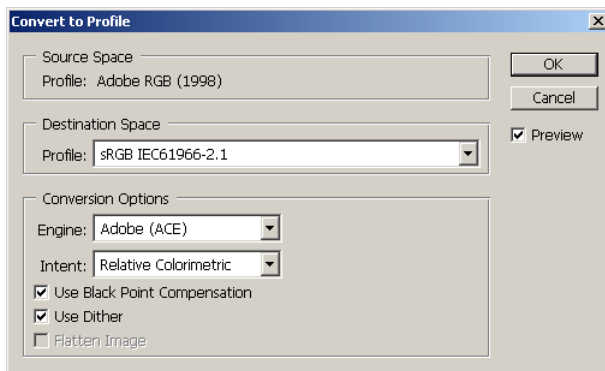 Convert to Profile
Source Space
Profile: Adobe RGB (1998)
OK
Cancel
Preview
Destination Space
Profile: sRGB IEC61966-2.1
Conversion Options
Engine: Adobe (ACE)
Intent: Relative Colorimetric
Use Black Point Compensation
Use Dither
Flatten Image